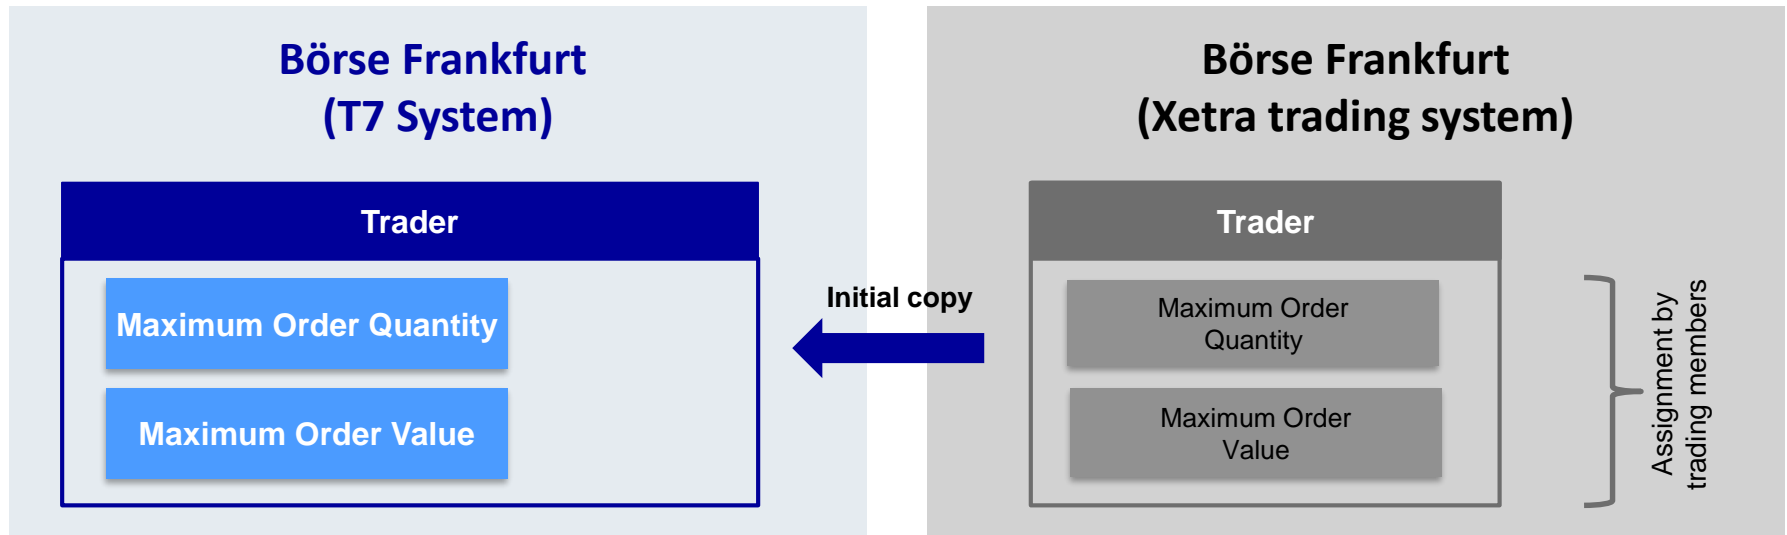 Börse Frankfurt
(T7 System)
Trader
Maximum Order Quantity
Maximum Order Value
Initial copy
Börse Frankfurt
(Xetra trading system)
Trader
Maximum Order
Quantity
Maximum Order
Value
Assignment by
trading members